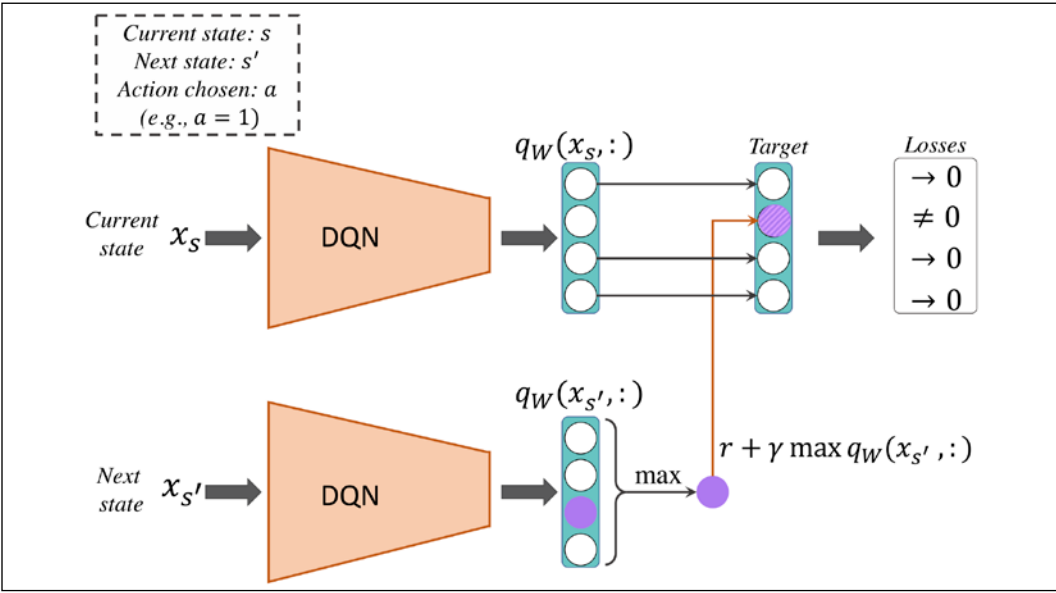 Current state: s
Next state: s′
Action chosen: a
(e.g., a = 1)
q_W(x_s, :)
Target
Losses
→ 0
≠ 0
→ 0
→ 0
Current
state
x_s
DQN
q_W(x_s′, :)
r + γ max q_W(x_s′ , :)
max
Next
state
x_s′
DQN